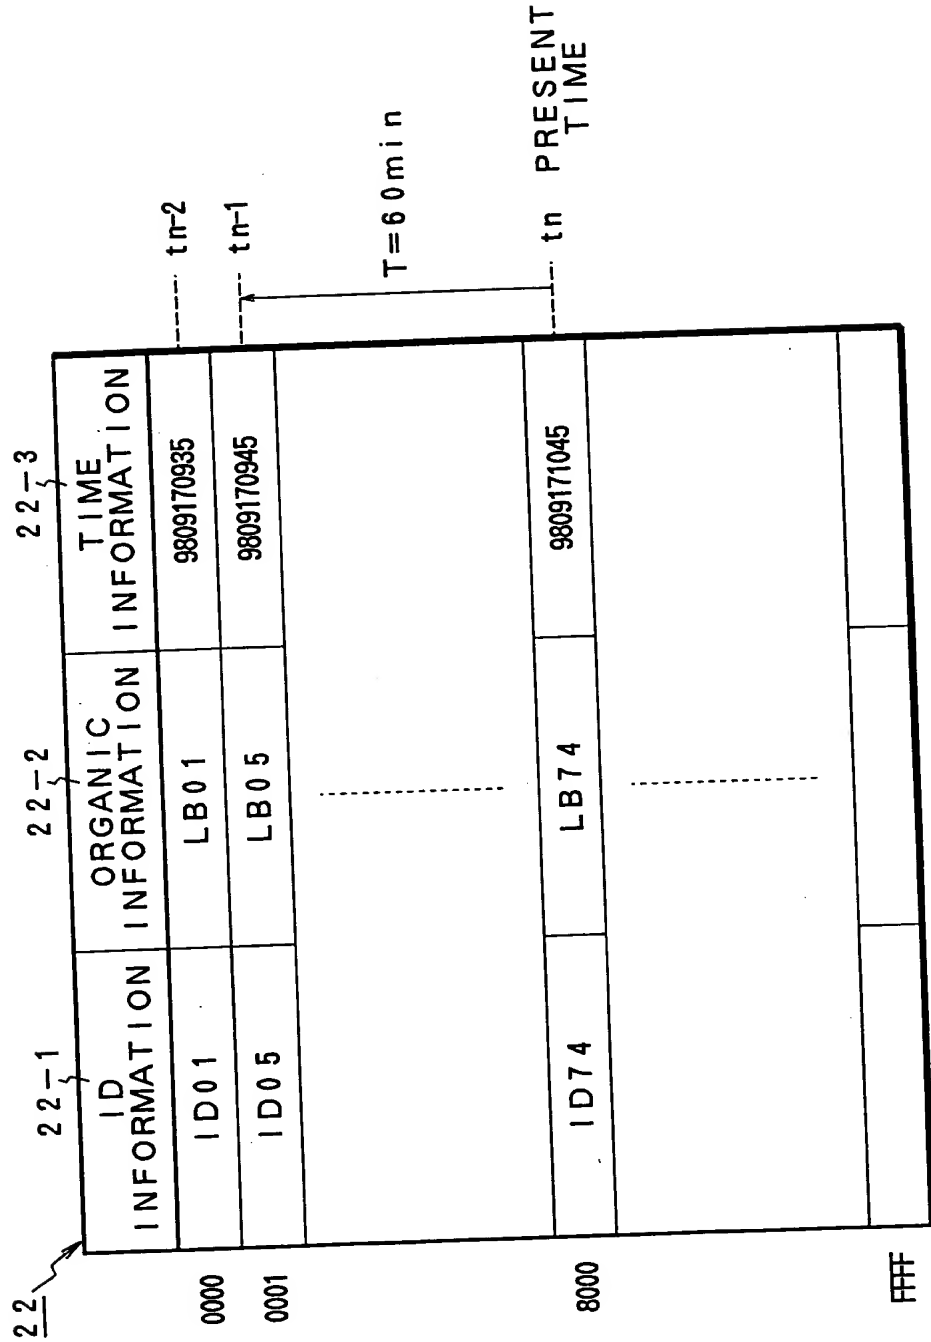 22
22-1
22-2
22-3
ID
INFORMATION
ORGANIC
INFORMATION
TIME
INFORMATION
0000
ID01
LB01
9809170935
tn-2
0001
ID05
LB05
9809170945
tn-1
T=60min
8000
ID74
LB74
9809171045
tn PRESENT
TIME
FFFF